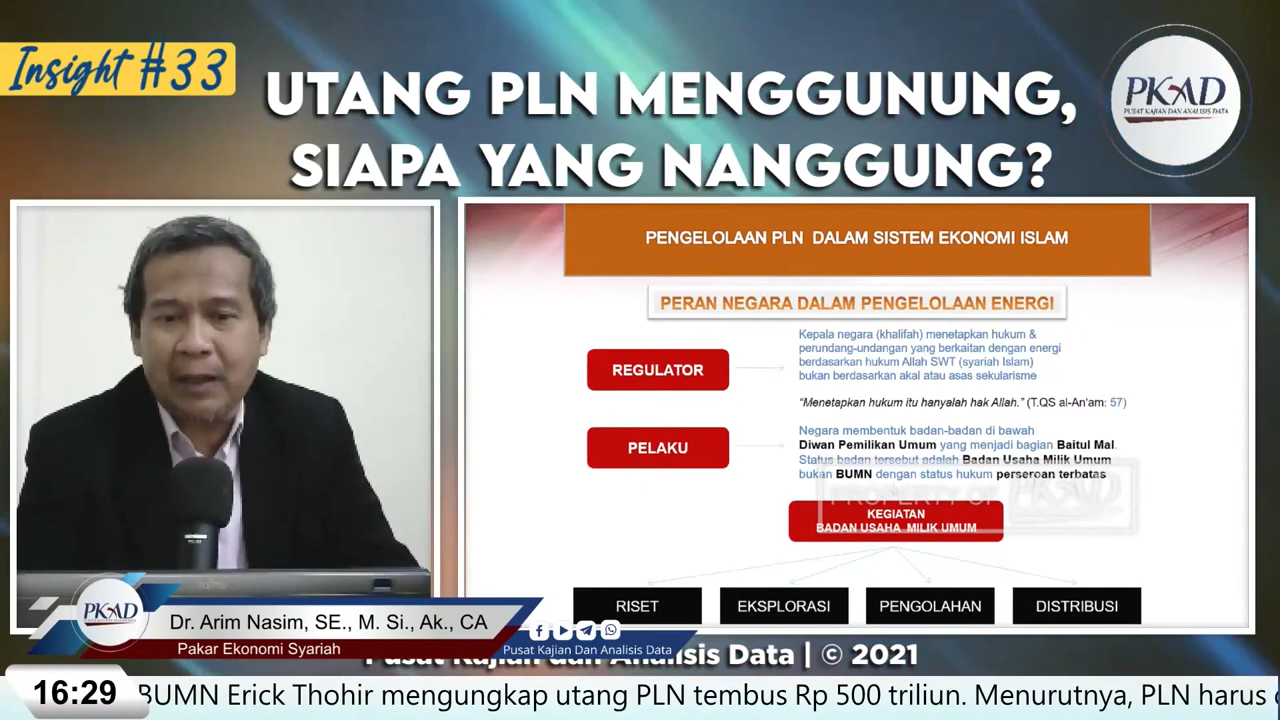 Insight #33
UTANG PLN MENGGUNUNG,
SIAPA YANG NANGGUNG?
PKAD
PUSAT KAJIAN DAN ANALISIS DATA
PENGELOLAAN PLN DALAM SISTEM EKONOMI ISLAM
PERAN NEGARA DALAM PENGELOLAAN ENERGI
REGULATOR
Kepala negara (khalifah) menetapkan hukum &
perundang-undangan yang berkaitan dengan energi
berdasarkan hukum Allah SWT (syariah Islam)
bukan berdasarkan akal atau asas sekularisme
“Menetapkan hukum itu hanyalah hak Allah.” (T.QS al-An’am: 57)
PELAKU
Negara membentuk badan-badan di bawah
Diwan Pemilikan Umum yang menjadi bagian Baitul Mal.
Status badan tersebut adalah Badan Usaha Milik Umum
bukan BUMN dengan status hukum perseroan terbatas
PROPERTY OF PKAD
KEGIATAN
BADAN USAHA MILIK UMUM
RISET
EKSPLORASI
PENGOLAHAN
DISTRIBUSI
PKAD
Dr. Arim Nasim, SE., M. Si., Ak., CA
Pakar Ekonomi Syariah
Pusat Kajian Dan Analisis Data
Pusat Kajian dan Analisis Data | © 2021
16:29
BUMN Erick Thohir mengungkap utang PLN tembus Rp 500 triliun. Menurutnya, PLN harus